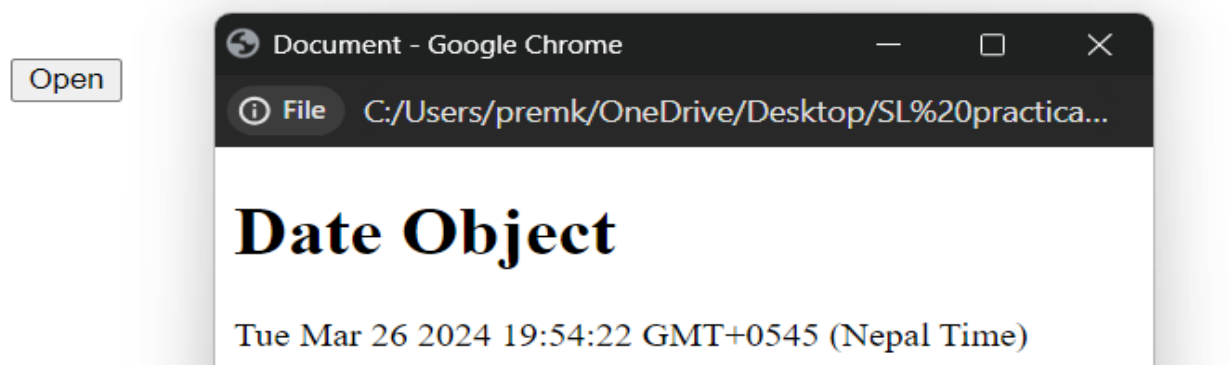 Document - Google Chrome
Open
File C:/Users/premk/OneDrive/Desktop/SL%20practica...
Date Object
Tue Mar 26 2024 19:54:22 GMT+0545 (Nepal Time)